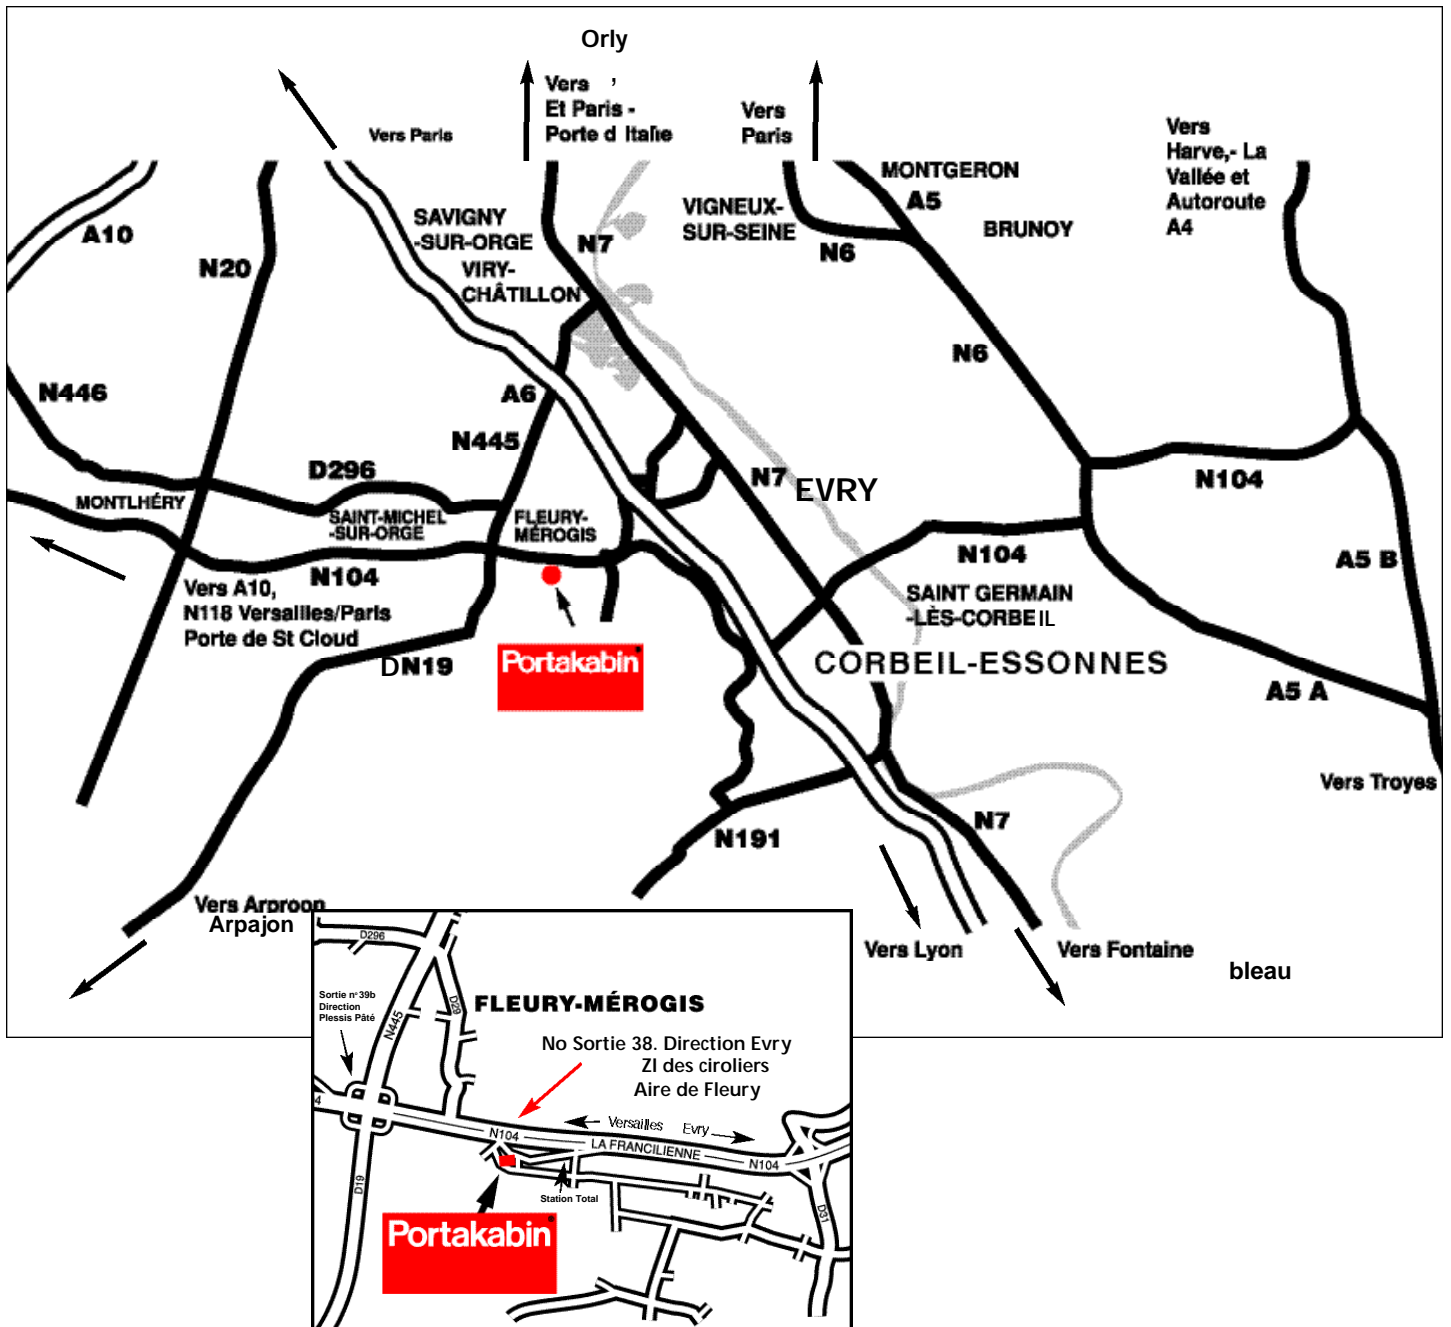 Orly
Vers ,
Et Paris -
Porte d Italie
Vers Paris
Vers
Paris
Vers
Harve,- La
Vallée et
Autoroute
A4
MONTGERON
A5
BRUNOY
VIGNEUX-
SUR-SEINE
N6
SAVIGNY
-SUR-ORGE
VIRY-
CHÂTILLON
N7
A10
N20
N6
N446
A6
N445
D296
N7
EVRY
N104
MONTLHÉRY
SAINT-MICHEL
-SUR-ORGE
FLEURY-
MÉROGIS
N104
A5 B
N104
Vers A10,
N118 Versailles/Paris
Porte de St Cloud
SAINT GERMAIN
-LÈS-CORBEIL
DN19
Portakabin
CORBEIL-ESSONNES
A5 A
Vers Troyes
N191
N7
Vers Arproon
Arpajon
Vers Lyon
Vers Fontaine
bleau
D296
Sortie n°39b
Direction
Plessis Pâté
D29
N445
FLEURY-MÉROGIS
No Sortie 38. Direction Evry
ZI des ciroliers
Aire de Fleury
4
Versailles Evry
N104
LA FRANCILIENNE
N104
D19
Station Total
D31
Portakabin